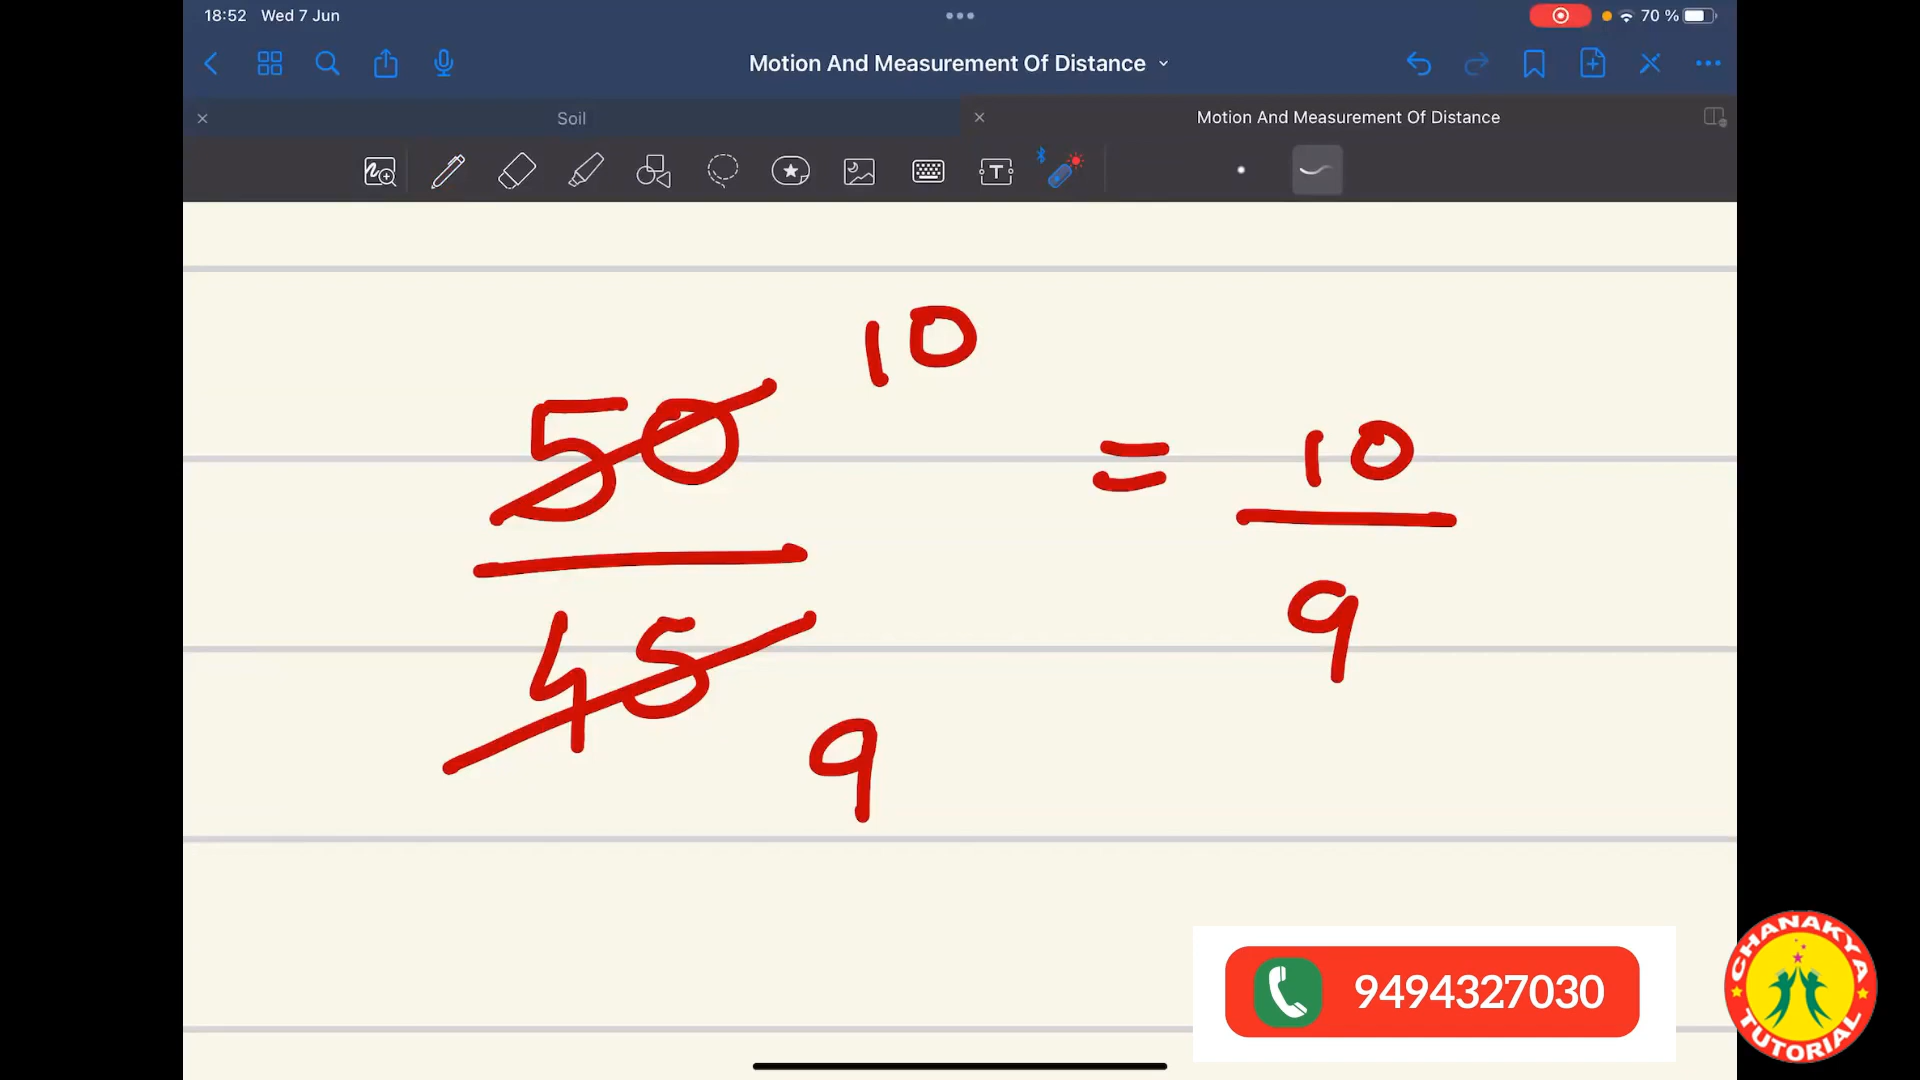 18:52 Wed 7 Jun
70 %
Motion And Measurement Of Distance
Soil
Motion And Measurement Of Distance
T
10
50
= 10
45
9
9
9494327030
CHANAKYA
TUTORIAL